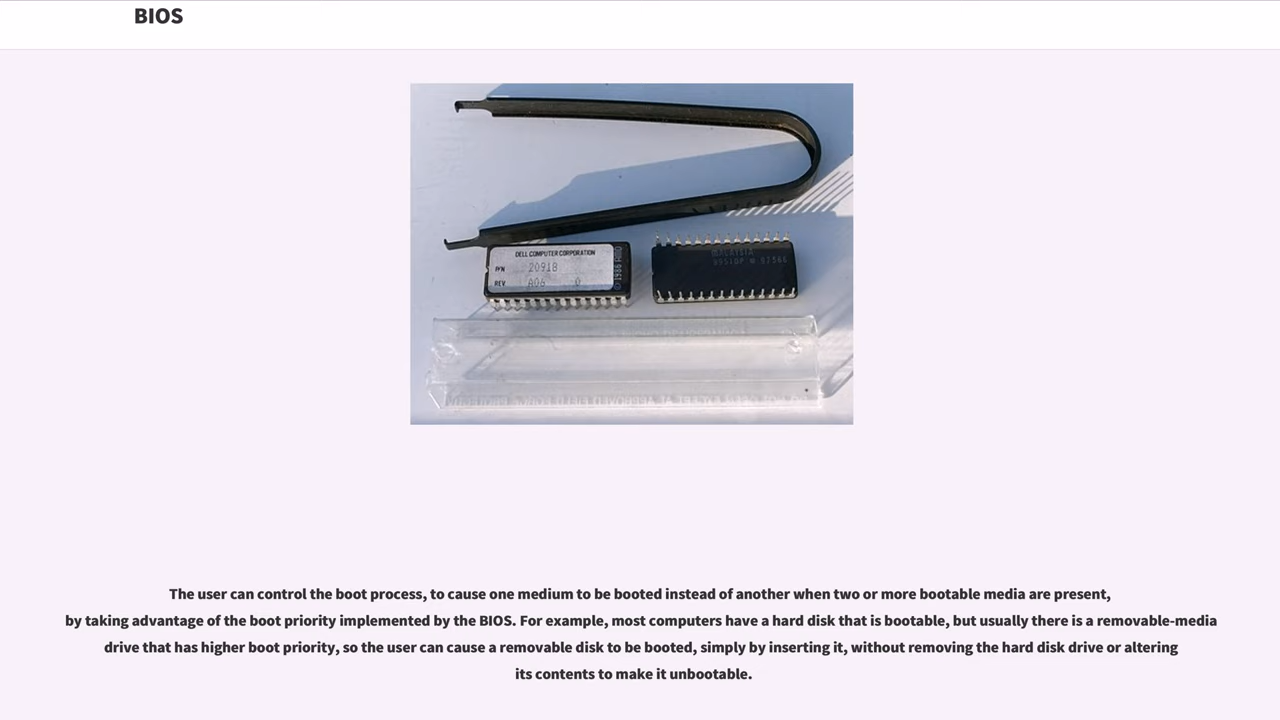 BIOS
DELL COMPUTER CORPORATION
P/N 20918
REV. A06 0
The user can control the boot process, to cause one medium to be booted instead of another when two or more bootable media are present,
by taking advantage of the boot priority implemented by the BIOS. For example, most computers have a hard disk that is bootable, but usually there is a removable-media
drive that has higher boot priority, so the user can cause a removable disk to be booted, simply by inserting it, without removing the hard disk drive or altering
its contents to make it unbootable.